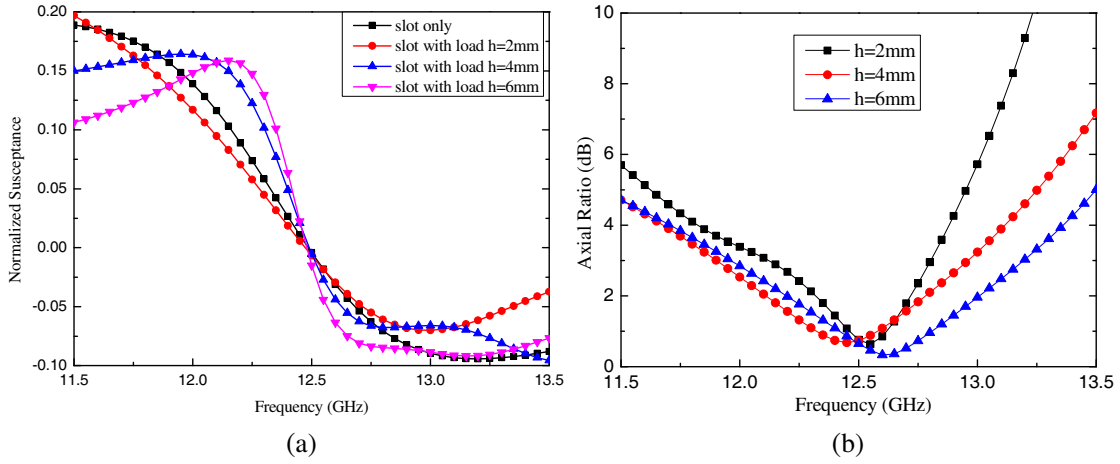 0.20
0.15
0.10
0.05
0.00
-0.05
-0.10
Normalized Susceptance
slot only
slot with load h=2mm
slot with load h=4mm
slot with load h=6mm
11.5 12.0 12.5 13.0 13.5
Frequency (GHz)
(a)
10
8
6
4
2
0
Axial Ratio (dB)
h=2mm
h=4mm
h=6mm
11.5 12.0 12.5 13.0 13.5
Frequency (GHz)
(b)